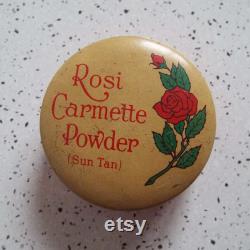 Rosi
Carmette
Powder
(Sun Tan)
Etsy